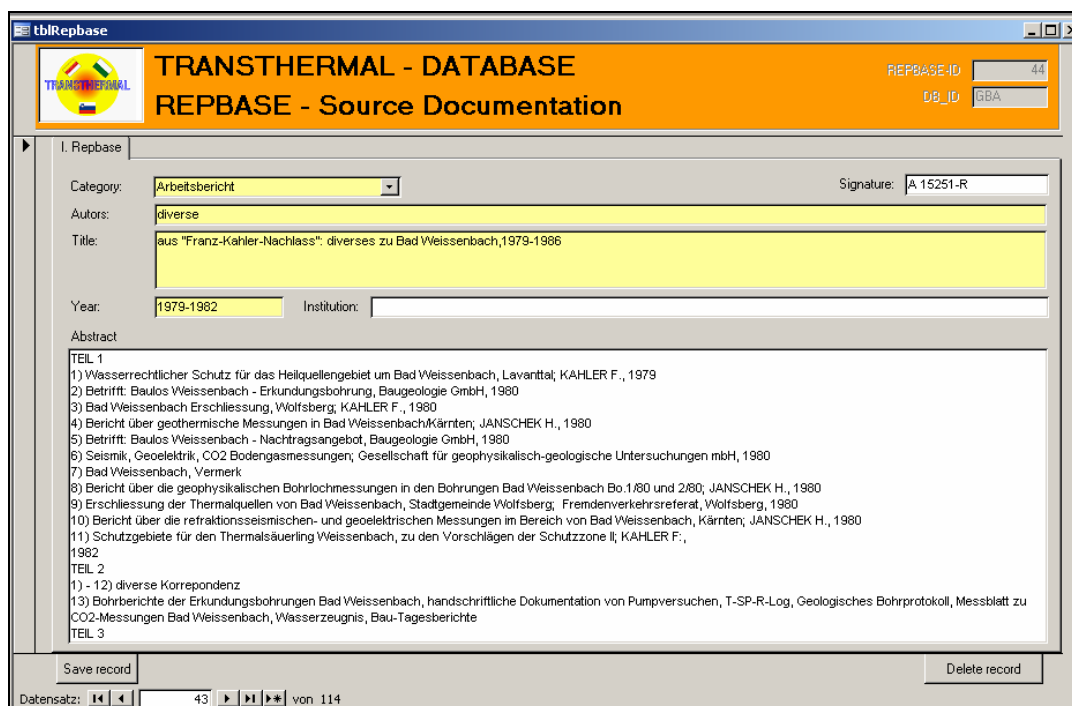 tblRepbase
TRANSTHERMAL
TRANSTHERMAL - DATABASE
REPBASE - Source Documentation
REPBASE-ID 44
DB_ID GBA
I. Repbase
Category: Arbeitsbericht
Signature: A 15251-R
Autors: diverse
Title: aus "Franz-Kahler-Nachlass": diverses zu Bad Weissenbach,1979-1986
Year: 1979-1982 Institution:
Abstract
TEIL 1
1) Wasserrechtlicher Schutz für das Heilquellengebiet um Bad Weissenbach, Lavanttal; KAHLER F., 1979
2) Betrifft: Baulos Weissenbach - Erkundungsbohrung, Baugeologie GmbH, 1980
3) Bad Weissenbach Erschliessung, Wolfsberg; KAHLER F., 1980
4) Bericht über geothermische Messungen in Bad Weissenbach/Kärnten; JANSCHEK H., 1980
5) Betrifft: Baulos Weissenbach - Nachtragsangebot, Baugeologie GmbH, 1980
6) Seismik, Geoelektrik, CO2 Bodengasmessungen; Gesellschaft für geophysikalisch-geologische Untersuchungen mbH, 1980
7) Bad Weissenbach, Vermerk
8) Bericht über die geophysikalischen Bohrlochmessungen in den Bohrungen Bad Weissenbach Bo.1/80 und 2/80; JANSCHEK H., 1980
9) Erschliessung der Thermalquellen von Bad Weissenbach, Stadtgemeinde Wolfsberg; Fremdenverkehrsreferat, Wolfsberg, 1980
10) Bericht über die refraktionsseismischen- und geoelektrischen Messungen im Bereich von Bad Weissenbach, Kärnten; JANSCHEK H., 1980
11) Schutzgebiete für den Thermalsäuerling Weissenbach, zu den Vorschlägen der Schutzzone II; KAHLER F:,
1982
TEIL 2
1) - 12) diverse Korrepondenz
13) Bohrberichte der Erkundungsbohrungen Bad Weissenbach, handschriftliche Dokumentation von Pumpversuchen, T-SP-R-Log, Geologisches Bohrprotokoll, Messblatt zu
CO2-Messungen Bad Weissenbach, Wasserzeugnis, Bau-Tagesberichte
TEIL 3
Save record
Delete record
Datensatz: 43 von 114